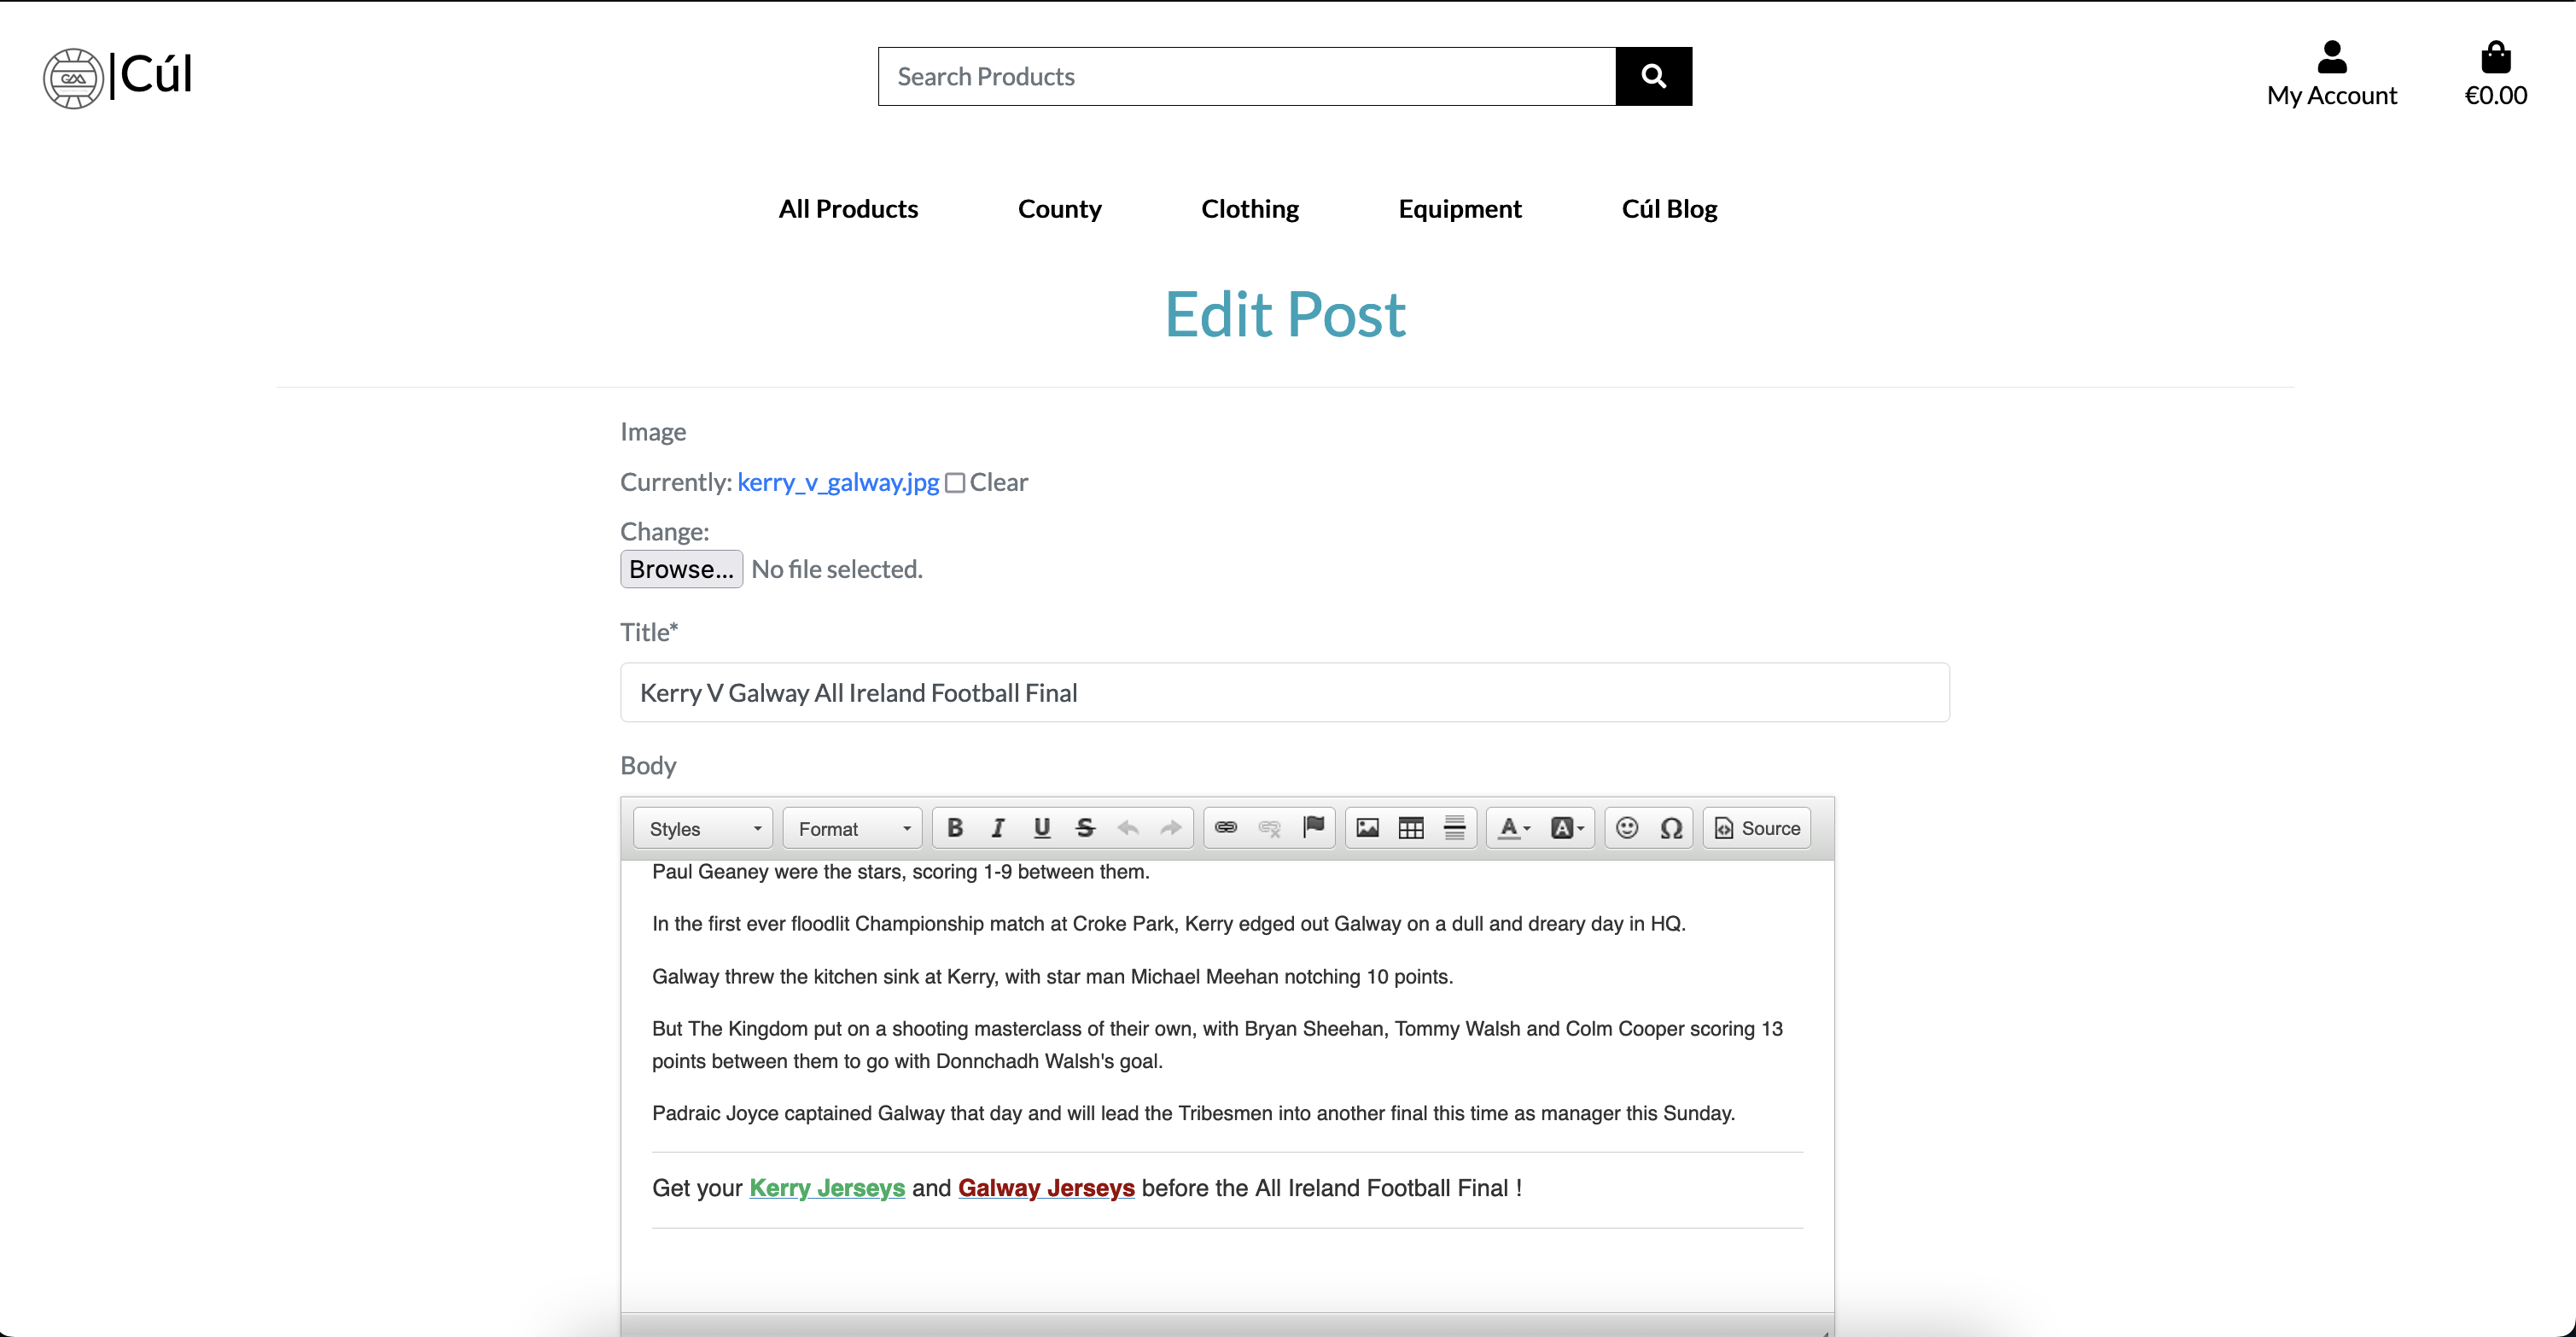 GAA |Cúl
Search Products
My Account
€0.00
All Products County Clothing Equipment Cúl Blog
Edit Post
Image
Currently: kerry_v_galway.jpg Clear
Change:
Browse... No file selected.
Title*
Kerry V Galway All Ireland Football Final
Body
Styles Format B I U S A A Ω Source
Paul Geaney were the stars, scoring 1-9 between them.
In the first ever floodlit Championship match at Croke Park, Kerry edged out Galway on a dull and dreary day in HQ.
Galway threw the kitchen sink at Kerry, with star man Michael Meehan notching 10 points.
But The Kingdom put on a shooting masterclass of their own, with Bryan Sheehan, Tommy Walsh and Colm Cooper scoring 13
points between them to go with Donnchadh Walsh's goal.
Padraic Joyce captained Galway that day and will lead the Tribesmen into another final this time as manager this Sunday.
Get your Kerry Jerseys and Galway Jerseys before the All Ireland Football Final !